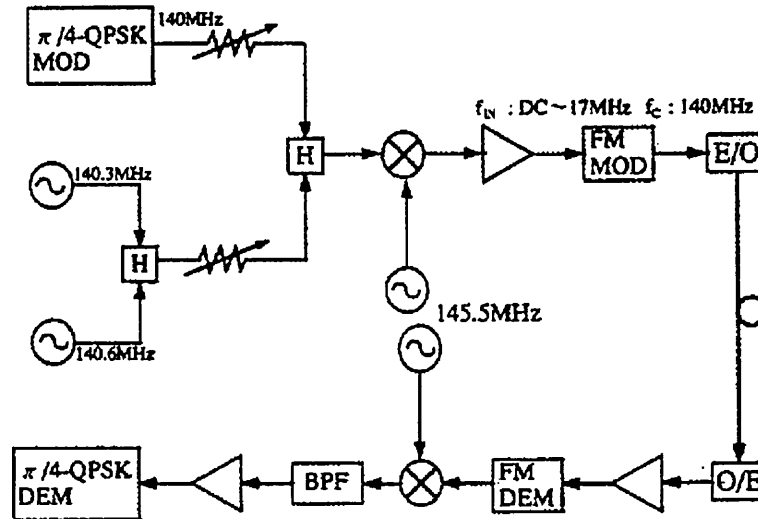 π/4-QPSK
MOD
140MHz
f_IN : DC~17MHz f_C : 140MHz
H
FM
MOD
E/O
140.3MHz
H
140.6MHz
145.5MHz
π/4-QPSK
DEM
BPF
FM
DEM
O/E